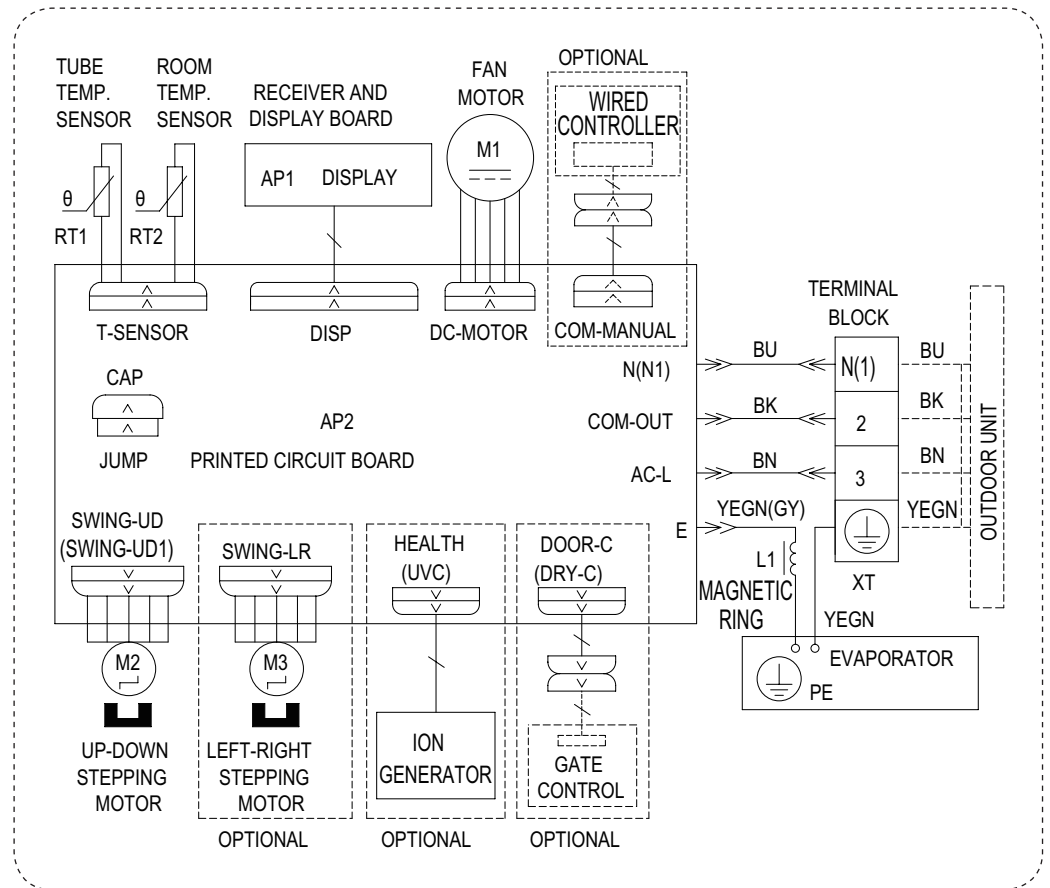 TUBE
TEMP.
SENSOR
ROOM
TEMP.
SENSOR
RECEIVER AND
DISPLAY BOARD
FAN
MOTOR
OPTIONAL
WIRED
CONTROLLER
AP1 DISPLAY
M1
θ
RT1
θ
RT2
T-SENSOR
DISP
DC-MOTOR
COM-MANUAL
TERMINAL
BLOCK
N(N1)
BU
N(1)
BU
COM-OUT
BK
2
BK
AC-L
BN
3
BN
E
YEGN(GY)
YEGN
OUTDOOR UNIT
CAP
JUMP
AP2
PRINTED CIRCUIT BOARD
L1
MAGNETIC
RING
XT
YEGN
EVAPORATOR
PE
SWING-UD
(SWING-UD1)
SWING-LR
HEALTH
(UVC)
DOOR-C
(DRY-C)
M2
M3
UP-DOWN
STEPPING
MOTOR
LEFT-RIGHT
STEPPING
MOTOR
ION
GENERATOR
GATE
CONTROL
OPTIONAL
OPTIONAL
OPTIONAL